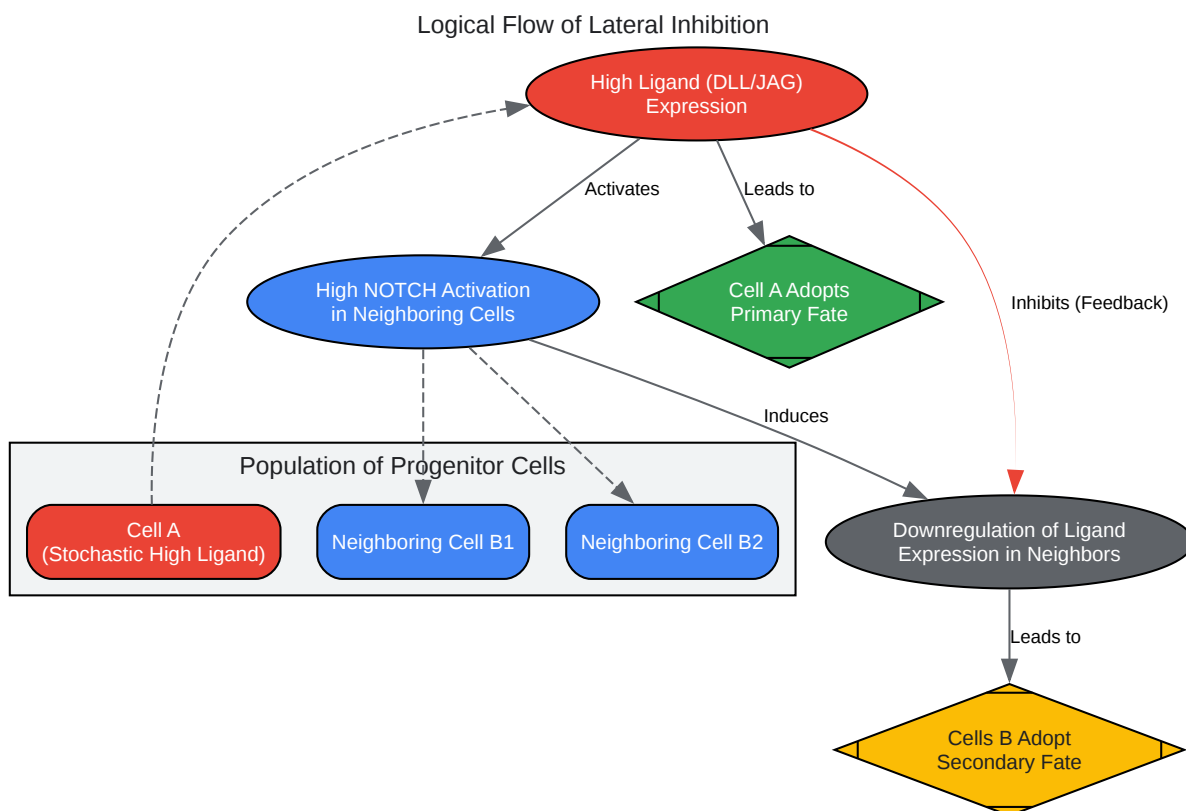 Logical Flow of Lateral Inhibition
High Ligand (DLL/JAG)
Expression
Activates
Leads to
High NOTCH Activation
in Neighboring Cells
Cell A Adopts
Primary Fate
Inhibits (Feedback)
Induces
Population of Progenitor Cells
Cell A
(Stochastic High Ligand)
Neighboring Cell B1
Neighboring Cell B2
Downregulation of Ligand
Expression in Neighbors
Leads to
Cells B Adopt
Secondary Fate